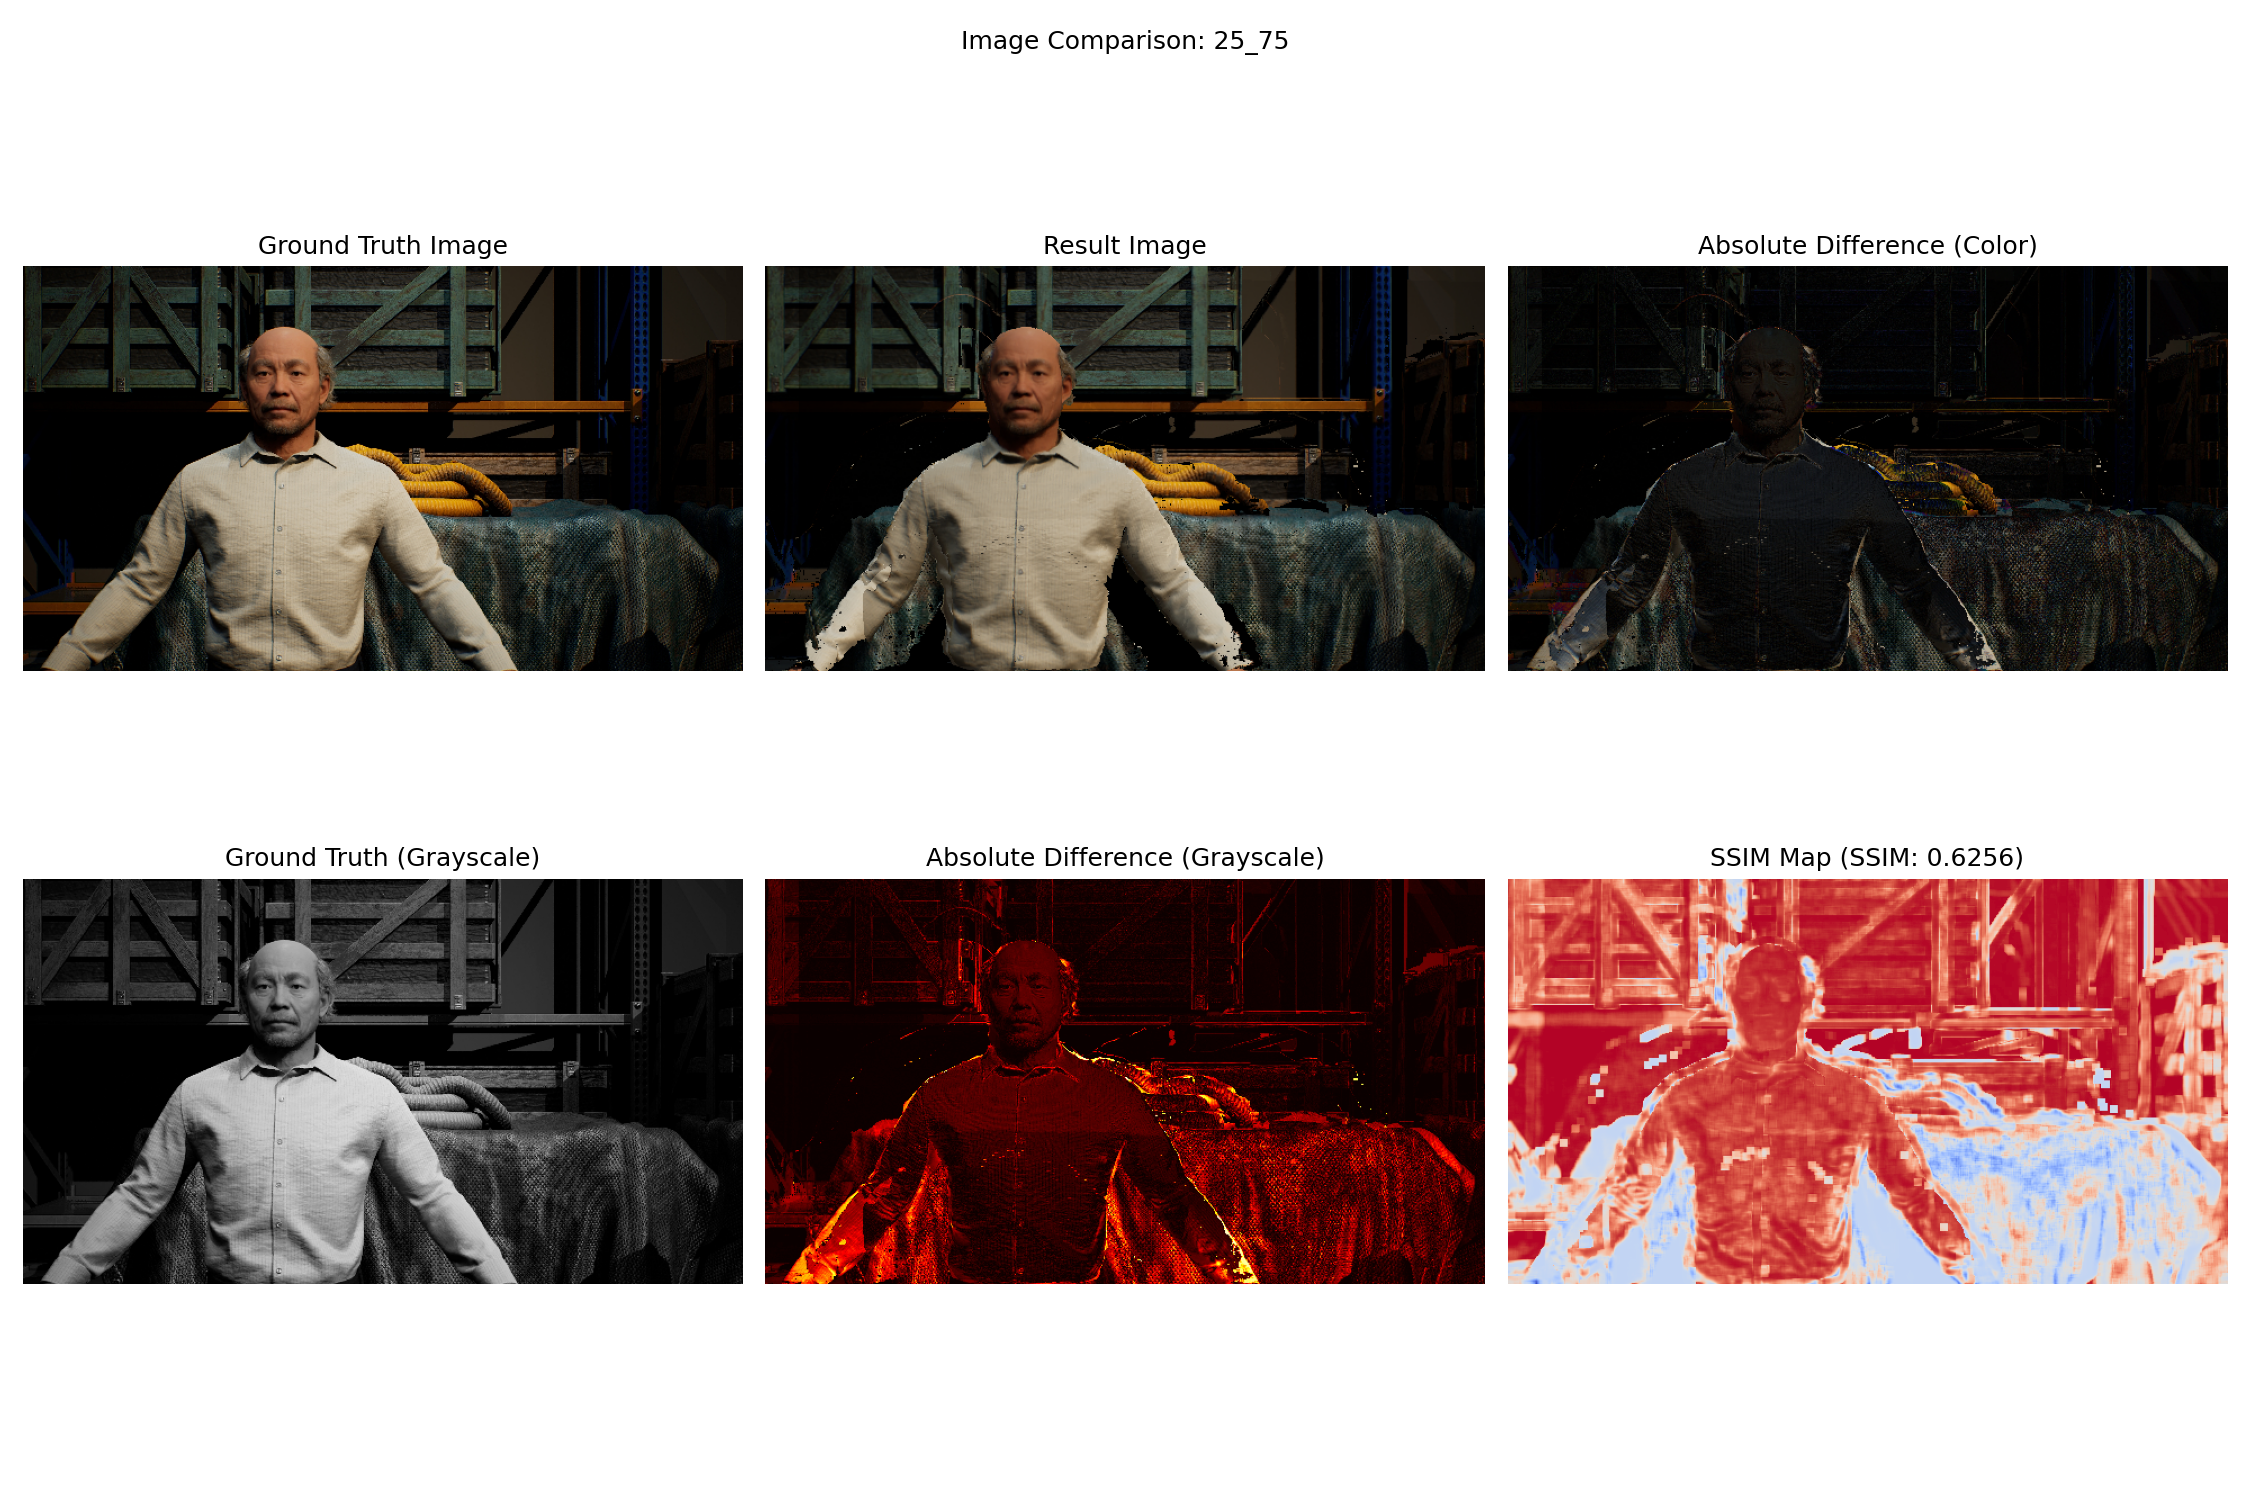 Image Comparison: 25_75
Ground Truth Image
Result Image
Absolute Difference (Color)
Ground Truth (Grayscale)
Absolute Difference (Grayscale)
SSIM Map (SSIM: 0.6256)